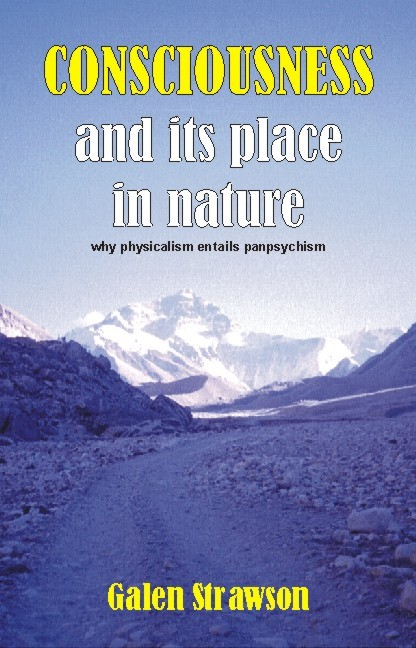 CONSCIOUSNESS
and its place
in nature
why physicalism entails panpsychism
Galen Strawson